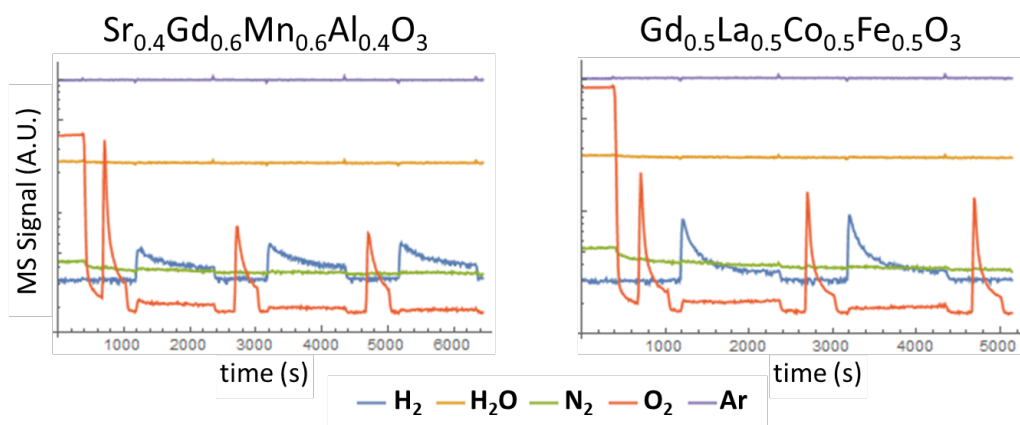 Sr₀.₄Gd₀.₆Mn₀.₆Al₀.₄O₃
Gd₀.₅La₀.₅Co₀.₅Fe₀.₅O₃
MS Signal (A.U.)
1000 2000 3000 4000 5000 6000
1000 2000 3000 4000 5000
time (s)
time (s)
H₂ H₂O N₂ O₂ Ar